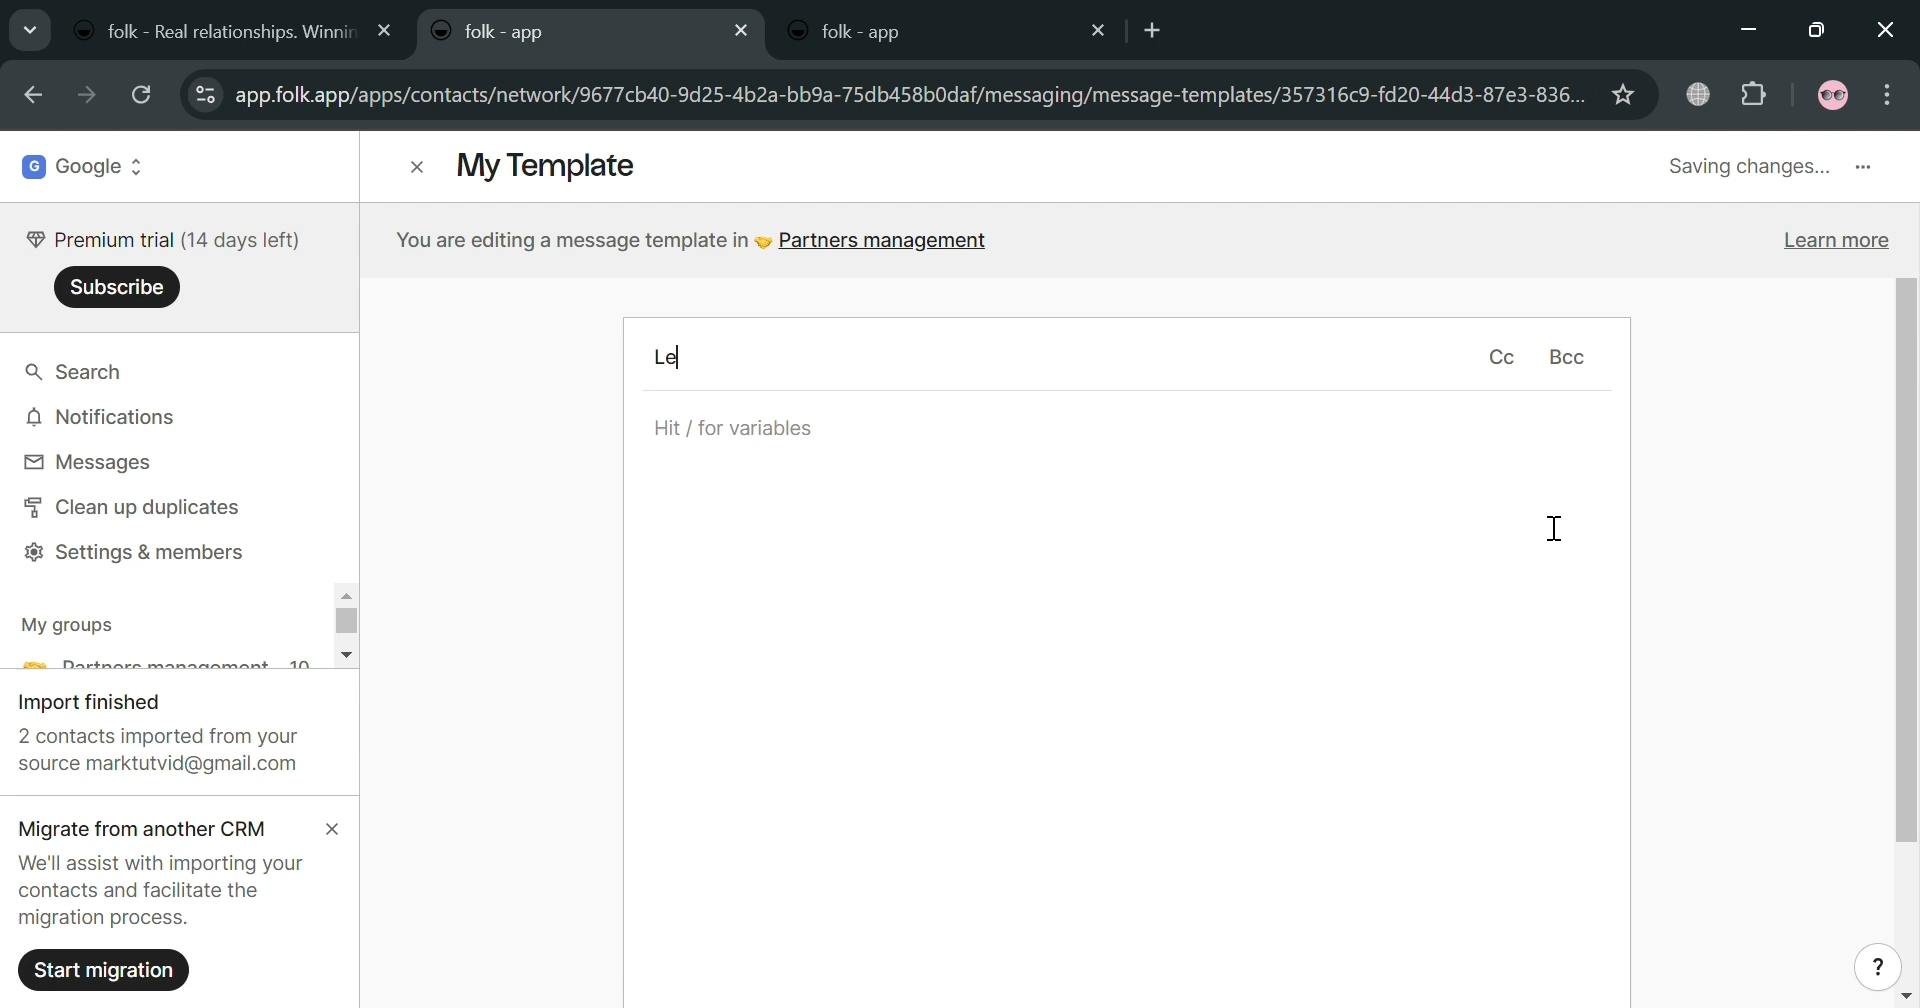 folk - Real relationships. Winnin
folk - app
folk - app
app.folk.app/apps/contacts/network/9677cb40-9d25-4b2a-bb9a-75db458b0daf/messaging/message-templates/357316c9-fd20-44d3-87e3-836...
G Google
My Template
Saving changes...
Premium trial (14 days left)
Subscribe
You are editing a message template in 🤝 Partners management
Learn more
Search
Notifications
Messages
Clean up duplicates
Settings & members
My groups
Partners management 10
Le
Cc
Bcc
Hit / for variables
Import finished
2 contacts imported from your
source marktutvid@gmail.com
Migrate from another CRM
We'll assist with importing your
contacts and facilitate the
migration process.
Start migration
?